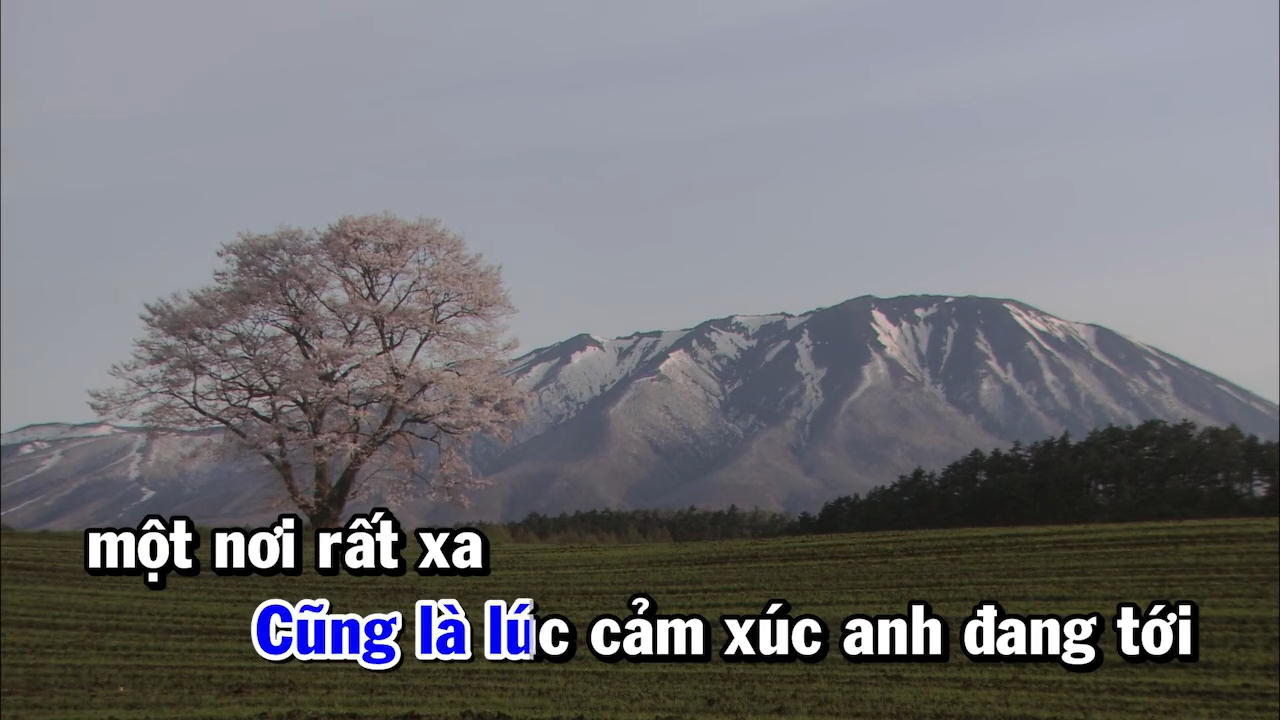 một nơi rất xa
Cũng là lúc cảm xúc anh đang tới